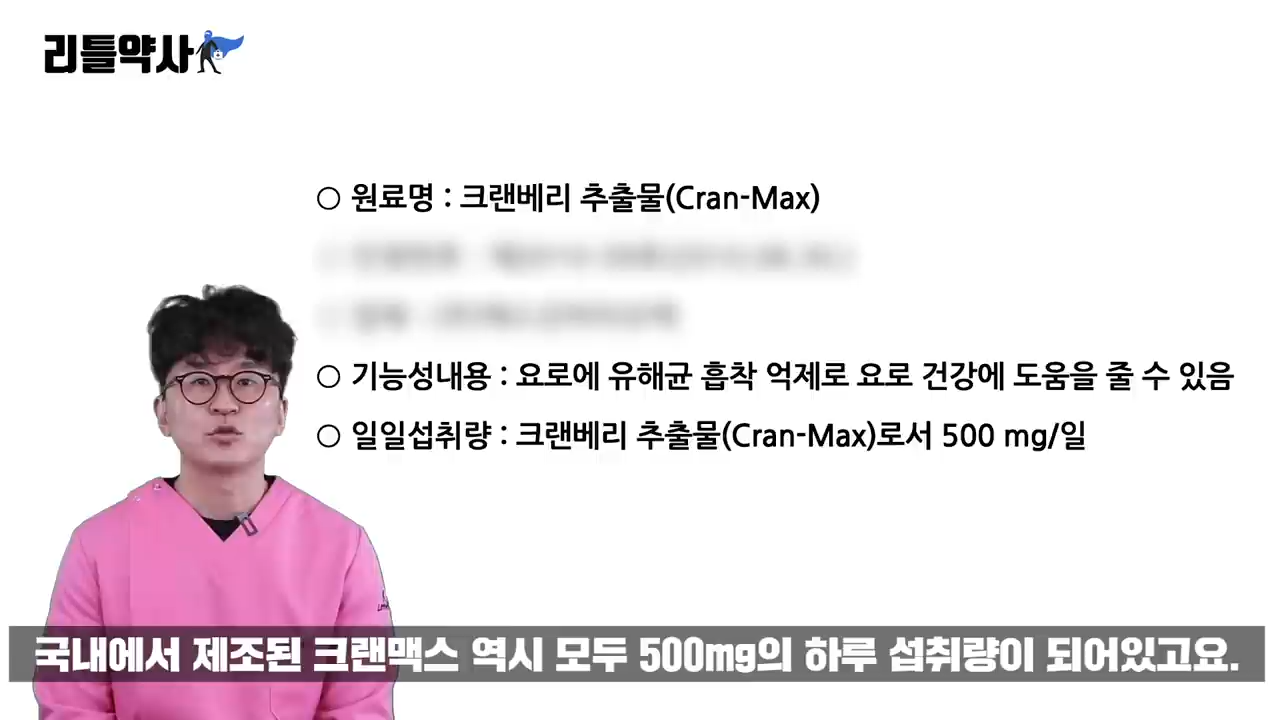 리틀약사
○ 원료명 : 크랜베리 추출물(Cran-Max)
○ 기능성내용 : 요로에 유해균 흡착 억제로 요로 건강에 도움을 줄 수 있음
○ 일일섭취량 : 크랜베리 추출물(Cran-Max)로서 500 mg/일
국내에서 제조된 크랜맥스 역시 모두 500mg의 하루 섭취량이 되어있고요.